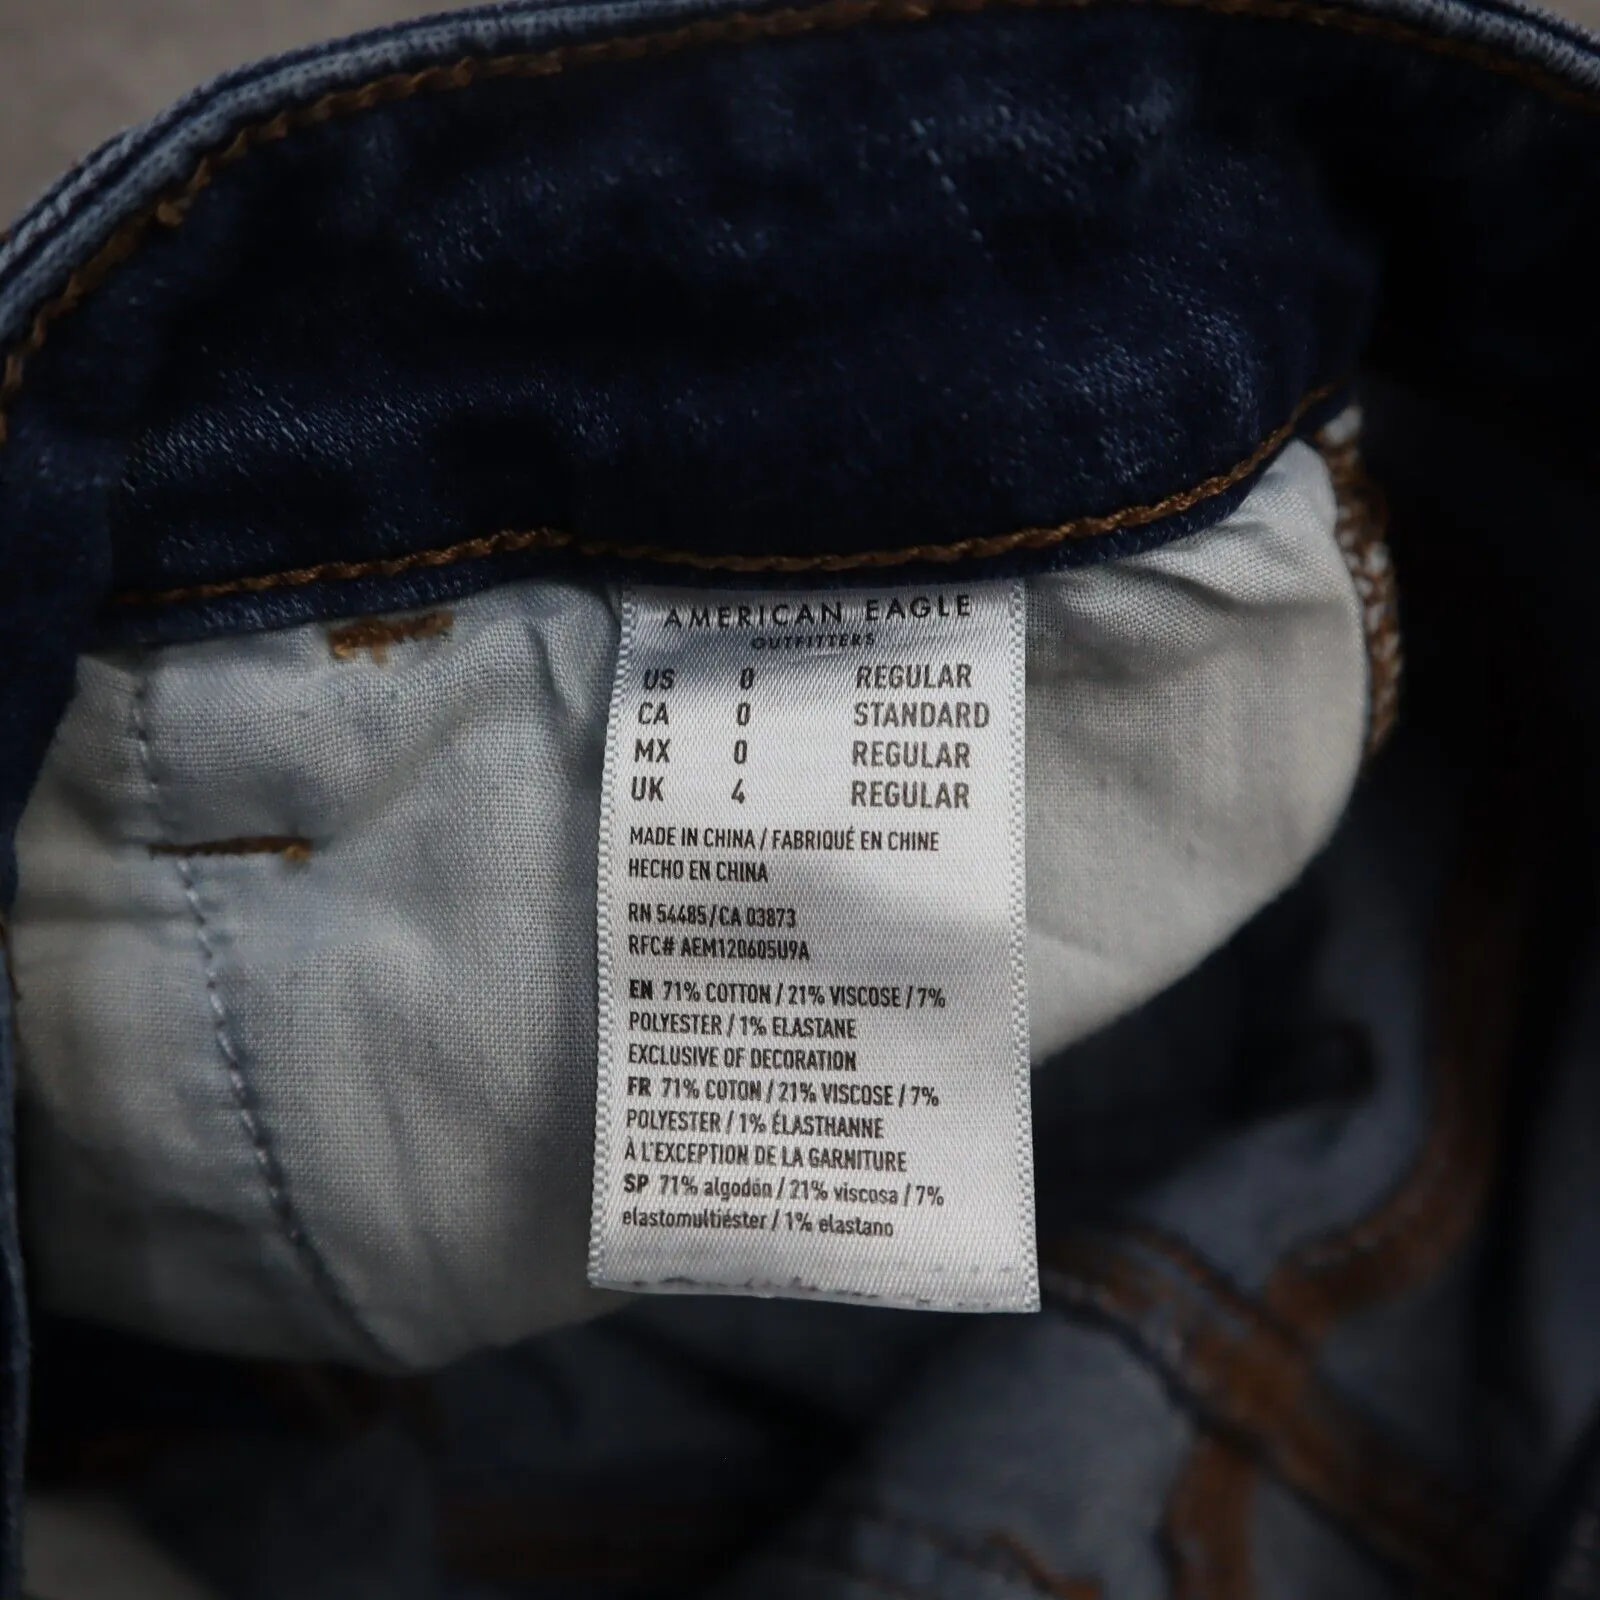 AMERICAN EAGLE
OUTFITTERS
US 0 REGULAR
CA 0 STANDARD
MX 0 REGULAR
UK 4 REGULAR
MADE IN CHINA / FABRIQUÉ EN CHINE
HECHO EN CHINA
RN 54485/CA 03873
RFC# AEM120605U9A
EN 71% COTTON / 21% VISCOSE / 7%
POLYESTER / 1% ELASTANE
EXCLUSIVE OF DECORATION
FR 71% COTON / 21% VISCOSE / 7%
POLYESTER / 1% ÉLASTHANNE
À L'EXCEPTION DE LA GARNITURE
SP 71% algodón / 21% viscosa / 7%
elastomultiéster / 1% elastano